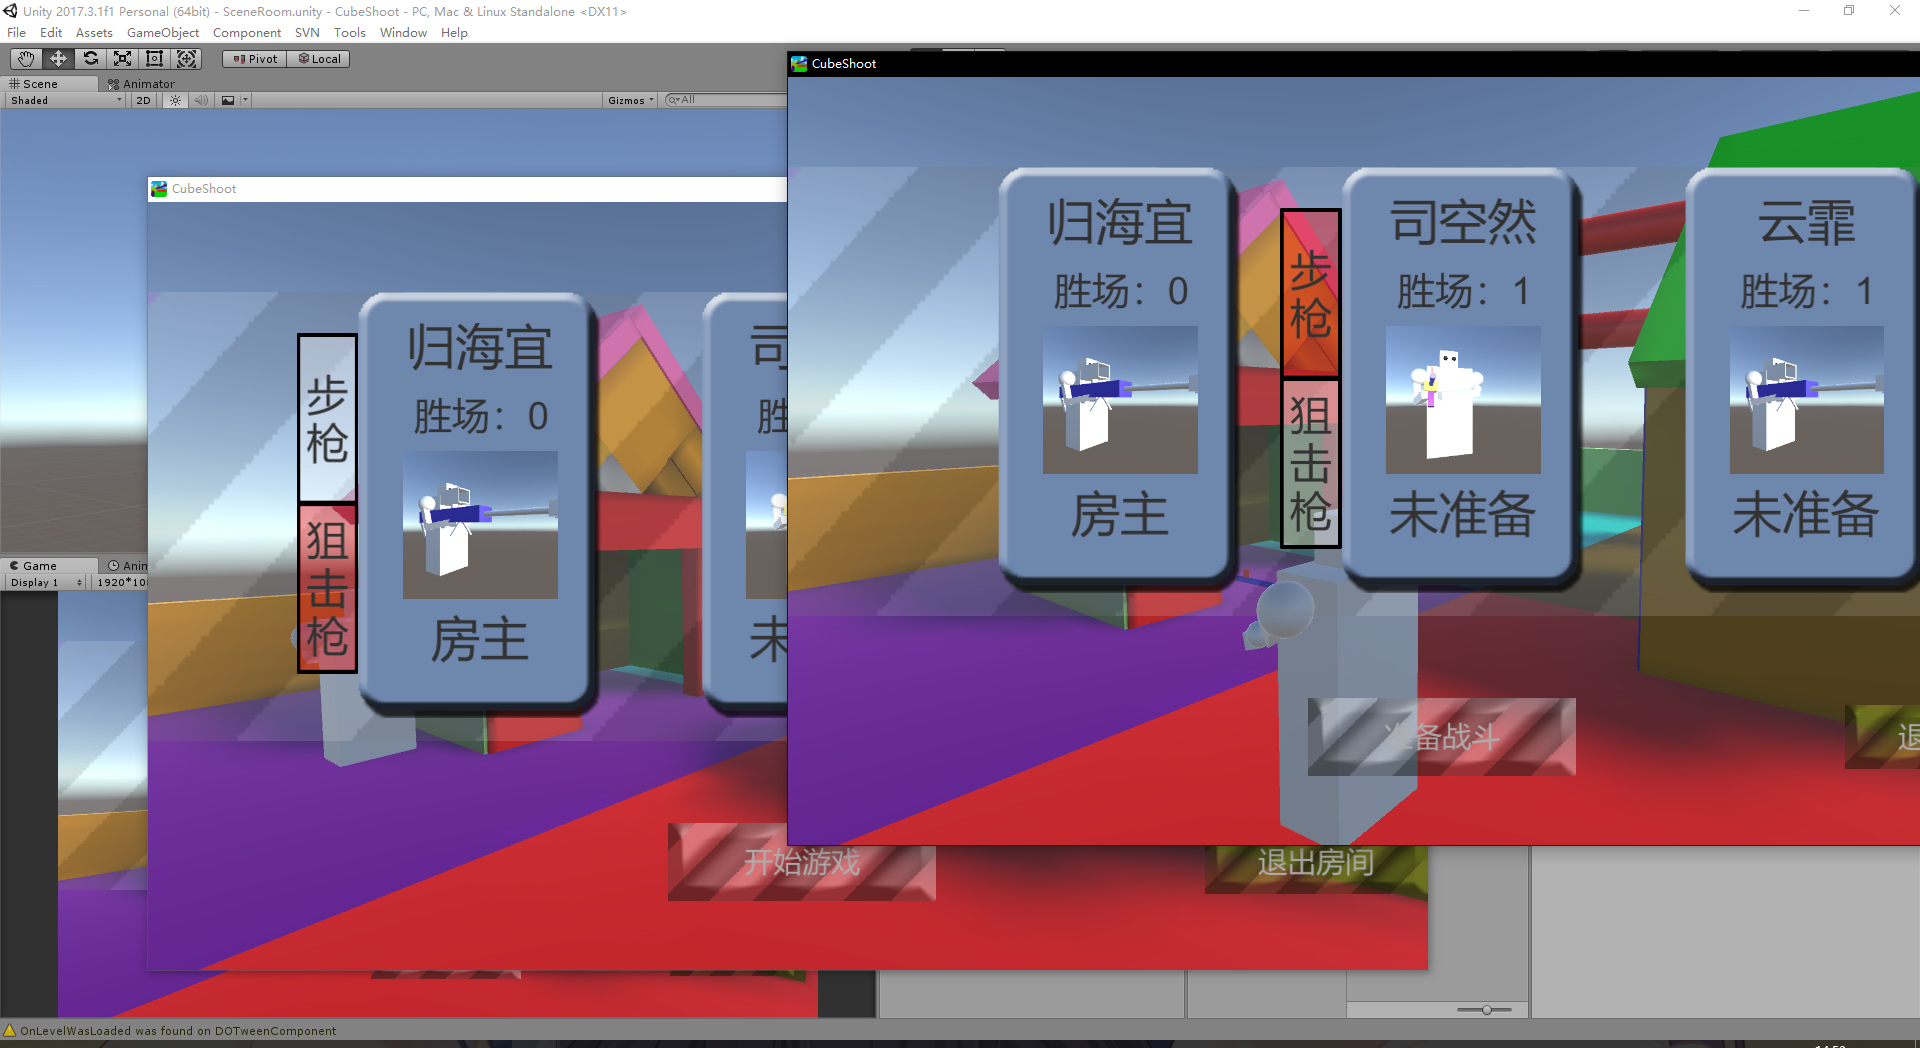 Unity 2017.3.1f1 Personal (64bit) - SceneRoom.unity - CubeShoot - PC, Mac & Linux Standalone <DX11>
File Edit Assets GameObject Component SVN Tools Window Help
Pivot Local
Scene Animator
Shaded 2D Gizmos All
CubeShoot
归海宜
胜场：0
房主
步枪
狙击枪
司空然
胜场：1
未准备
云霏
胜场：1
未准备
准备战斗
退
CubeShoot
步枪
狙击枪
归海宜
胜场：0
房主
司
胜
未
开始游戏
退出房间
Game Anim
Display 1 1920*10
OnLevelWasLoaded was found on DOTweenComponent